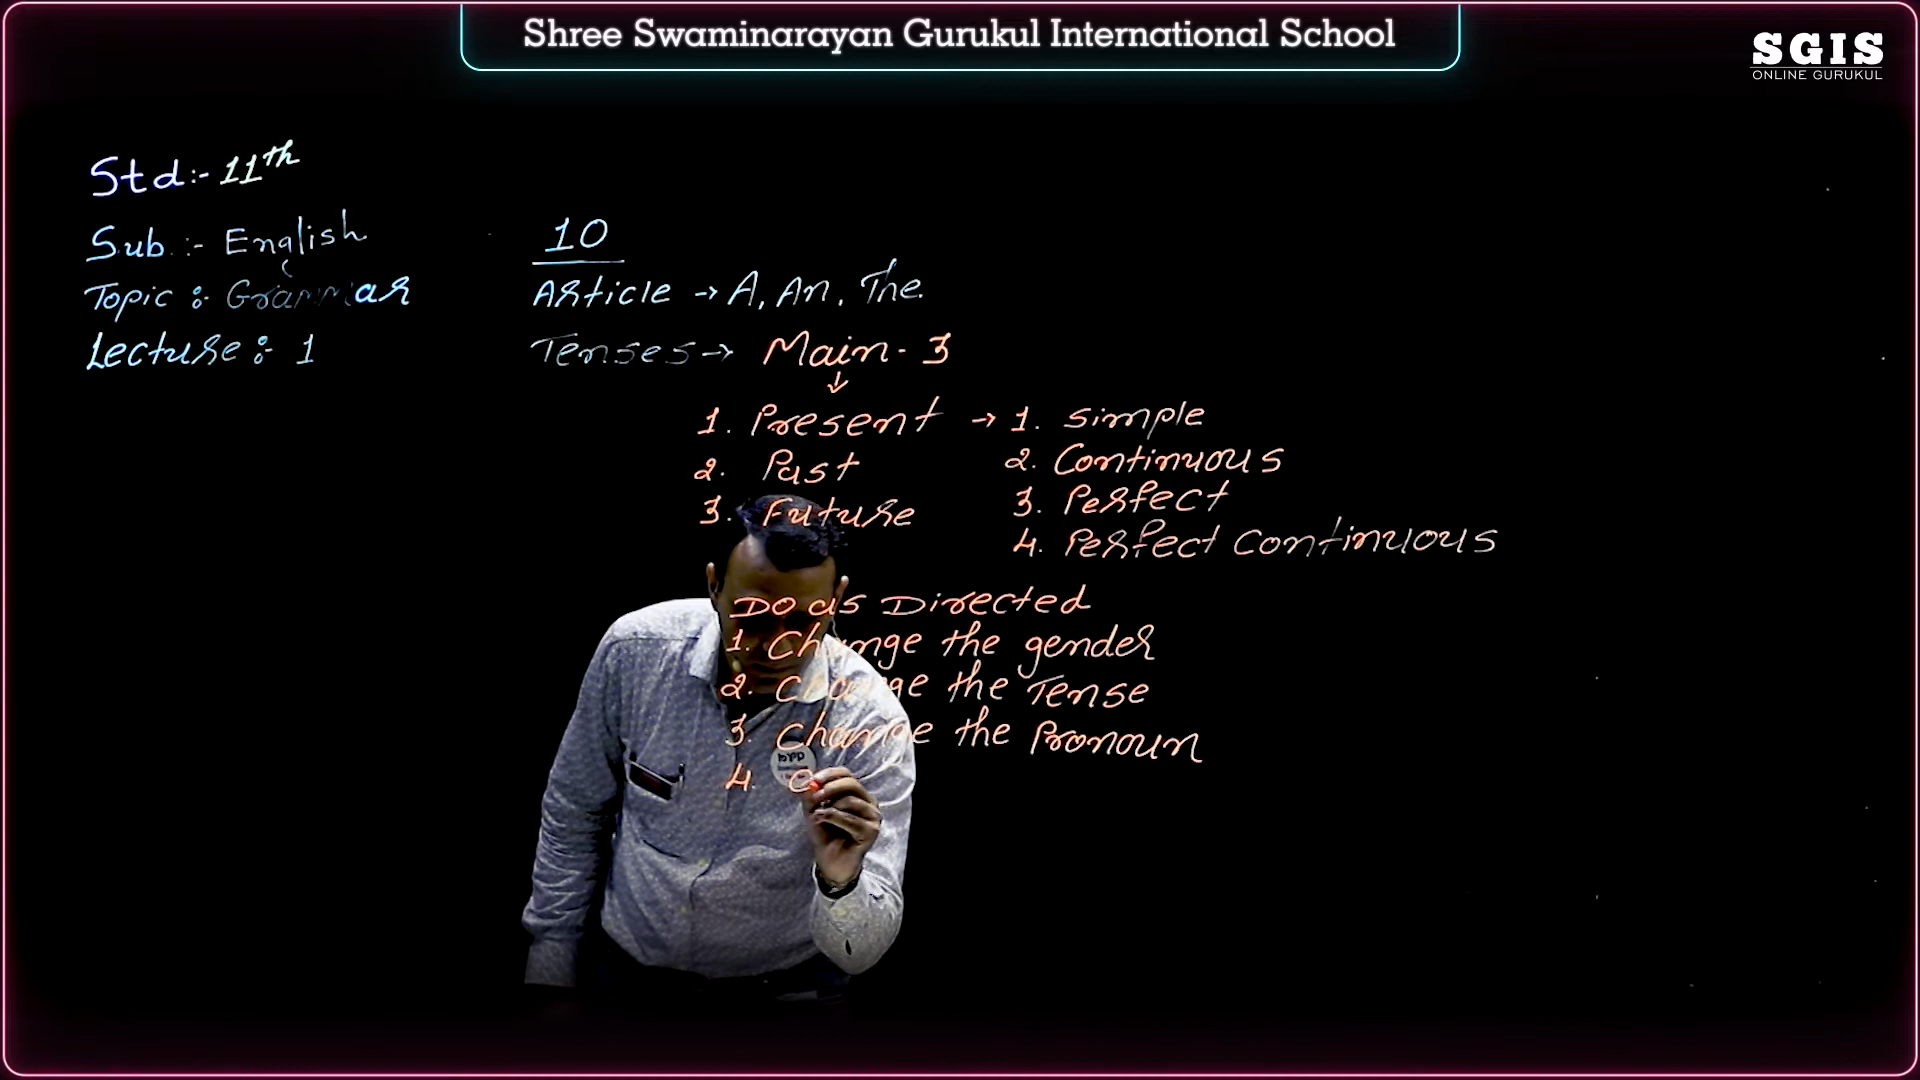 Shree Swaminarayan Gurukul International School
SGIS
ONLINE GURUKUL
Std:- 11th
Sub :- English
Topic :- Grammar
Lecture :- 1
10
Article → A, An, The.
Tenses → Main - 3
↓
1. Present → 1. Simple
2. Past 2. Continuous
3. Future 3. Perfect
4. Perfect Continuous
Do as Directed
1. Change the gender
2. Change the Tense
3. Change the Pronoun
4. C